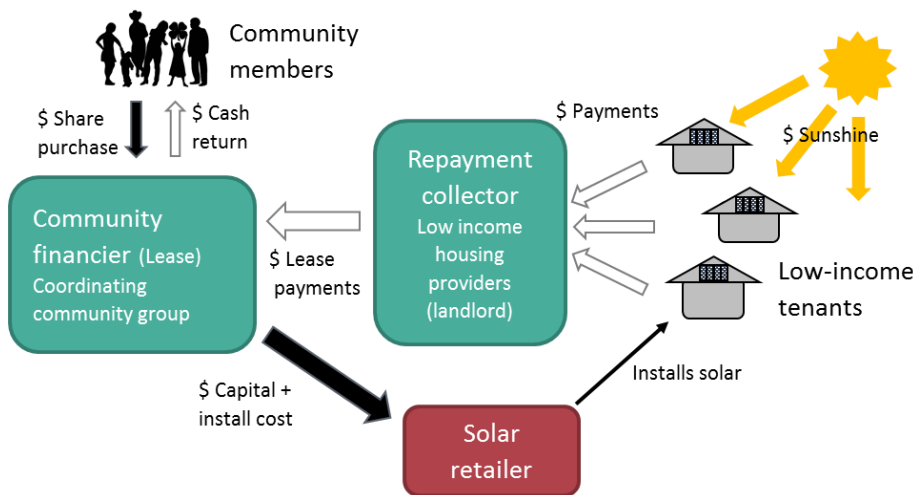 Community
members
$ Share
purchase
$ Cash
return
$ Payments
$ Sunshine
Repayment
collector
Low income
housing
providers
(landlord)
Community
financier (Lease)
Coordinating
community group
$ Lease
payments
Low-income
tenants
$ Capital +
install cost
Installs solar
Solar
retailer